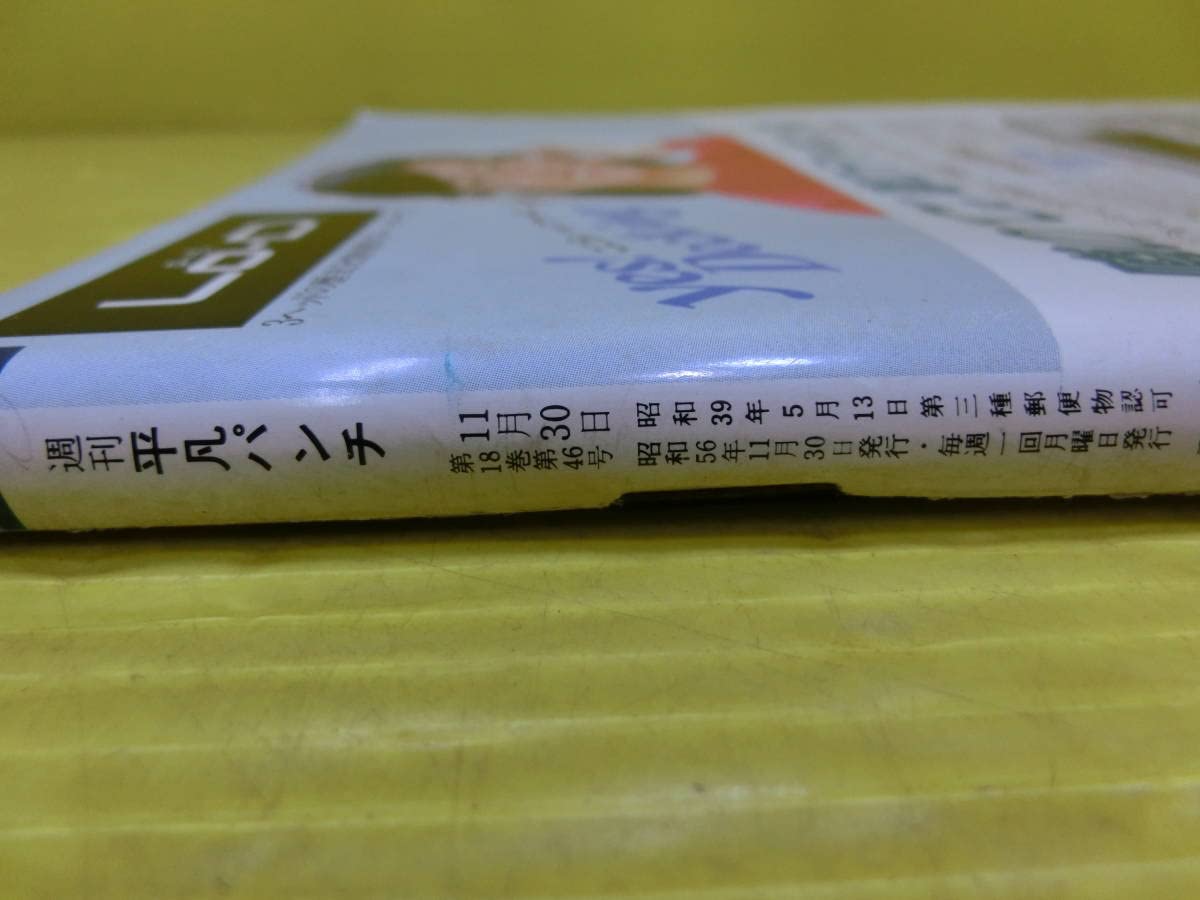 週刊
平凡パンチ
11月30日
第18巻第46号
昭和39年5月13日第三種郵便物認可
昭和56年11月30日発行・毎週一回月曜日発行
Yes!